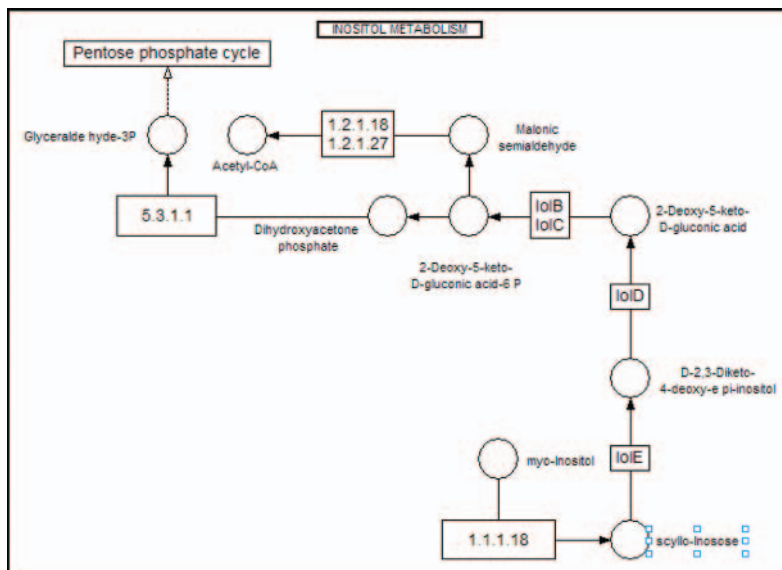 INOSITOL METABOLISM
Pentose phosphate cycle
Glyceralde hyde-3P
Acetyl-CoA
1.2.1.18
1.2.1.27
Malonic
semialdehyde
5.3.1.1
Dihydroxyacetone
phosphate
2-Deoxy-5-keto-
D-gluconic acid-6 P
IolB
IolC
2-Deoxy-5-keto-
D-gluconic acid
IolD
D-2,3-Diketo-
4-deoxy-e pi-inositol
IolE
myo-Inositol
1.1.1.18
scyllo-Inosose